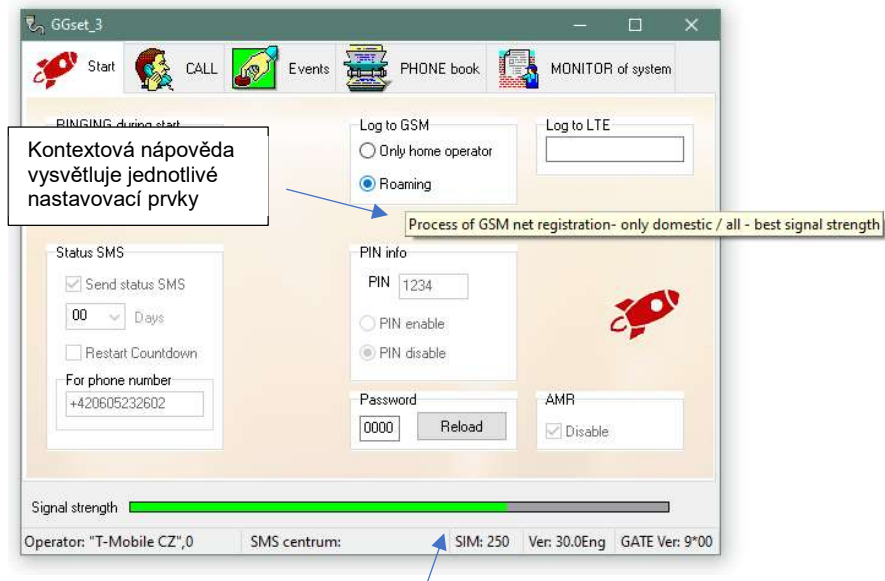 GGset_3
Start
CALL
Events
PHONE book
MONITOR of system
RINGING during start
Kontextová nápověda
vysvětluje jednotlivé
nastavovací prvky
Log to GSM
Only home operator
Roaming
Log to LTE
Process of GSM net registration- only domestic / all - best signal strength
Status SMS
Send status SMS
00 Days
Restart Countdown
For phone number
+420605232602
PIN info
PIN 1234
PIN enable
PIN disable
Password
0000 Reload
AMR
Disable
Signal strength
Operator: "T-Mobile CZ",0 SMS centrum: SIM: 250 Ver: 30.0Eng GATE Ver: 9*00